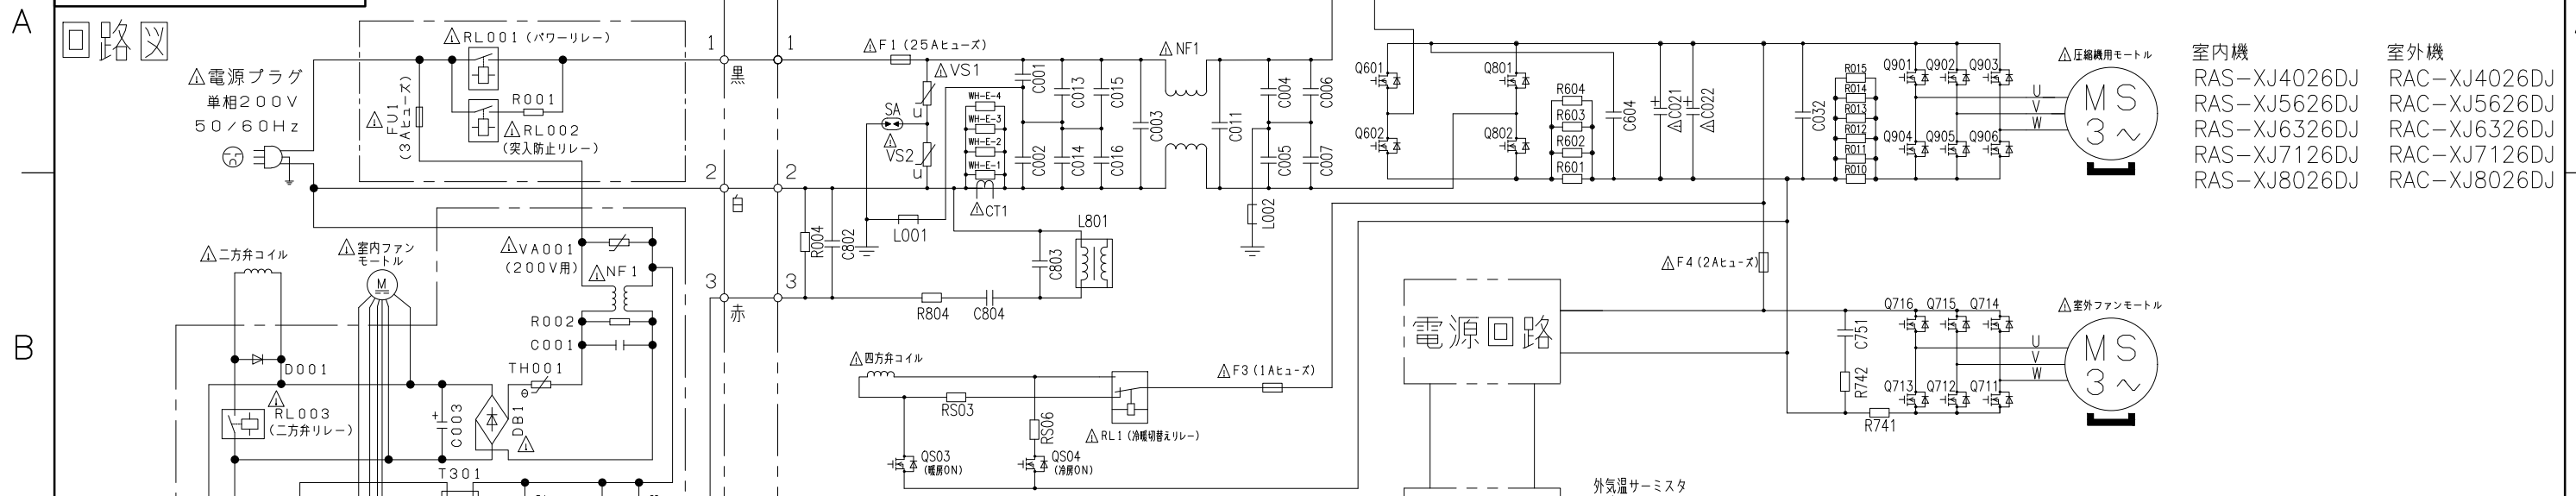 A
回路図
⚠電源プラグ
単相200V
50/60Hz
⚠RL001(パワーリレー)
⚠FU1
(3Aヒューズ)
R001
⚠RL002
(突入防止リレー)
1
1
黒
2
2
白
3
3
赤
⚠F1(25Aヒューズ)
⚠VS1
u
SA
⚠
VS2
u
WH-E-4
WH-E-3
WH-E-2
WH-E-1
⚠CT1
C001
C002
C013
C014
C015
C016
C003
⚠NF1
C011
C004
C005
C006
C007
L001
L002
R004
C802
C803
L801
R804
C804
Q601
Q602
Q801
Q802
R604
R603
R602
R601
C604
+
⚠C021
+
⚠C022
C032
R015
R014
R013
R012
R011
R010
Q901
Q902
Q903
Q904
Q905
Q906
U
V
W
⚠圧縮機用モートル
MS
3~
室内機
RAS-XJ4026DJ
RAS-XJ5626DJ
RAS-XJ6326DJ
RAS-XJ7126DJ
RAS-XJ8026DJ
室外機
RAC-XJ4026DJ
RAC-XJ5626DJ
RAC-XJ6326DJ
RAC-XJ7126DJ
RAC-XJ8026DJ
B
⚠二方弁コイル
⚠室内ファン
モートル
M
⚠VA001
(200V用)
⚠NF1
R002
C001
TH001
θ
D001
⚠
RL003
(二方弁リレー)
+
C003
DB1
⚠
T301
⚠四方弁コイル
RS03
RS06
QS03
(暖房ON)
QS04
(冷房ON)
⚠RL1(冷暖切替えリレー)
⚠F3(1Aヒューズ)
電源回路
⚠F4(2Aヒューズ)
C751
R742
R741
Q716
Q715
Q714
Q713
Q712
Q711
U
V
W
⚠室外ファンモートル
MS
3~
外気温サーミスタ